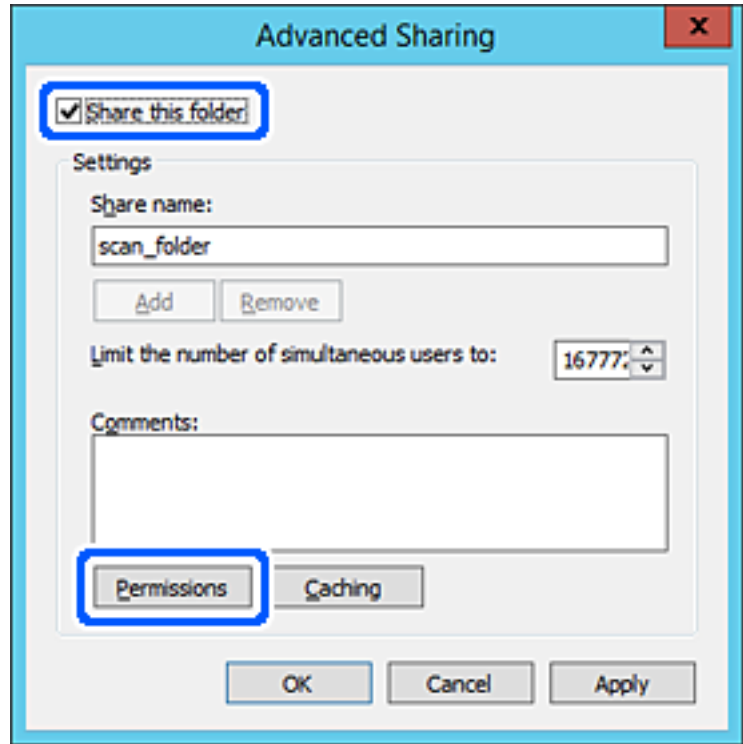 Advanced Sharing
x
Share this folder
Settings
Share name:
scan_folder
Add Remove
Limit the number of simultaneous users to:
Comments:
Permissions Caching
OK Cancel Apply